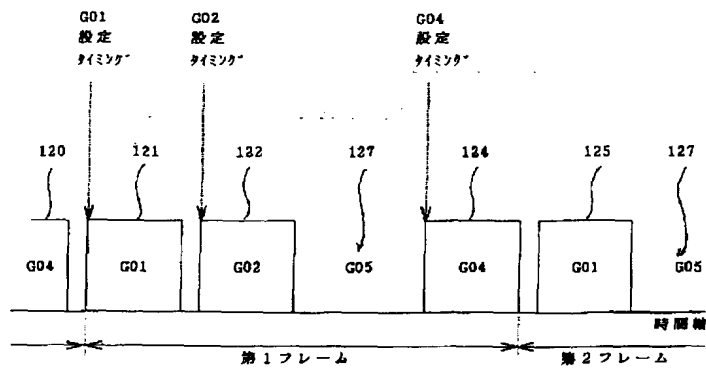 G01
設定
ﾀｲﾐﾝｸﾞ
G02
設定
ﾀｲﾐﾝｸﾞ
G04
設定
ﾀｲﾐﾝｸﾞ
120
121
122
127
124
125
127
G04
G01
G02
G05
G04
G01
G05
時間軸
第1フレーム
第2フレーム